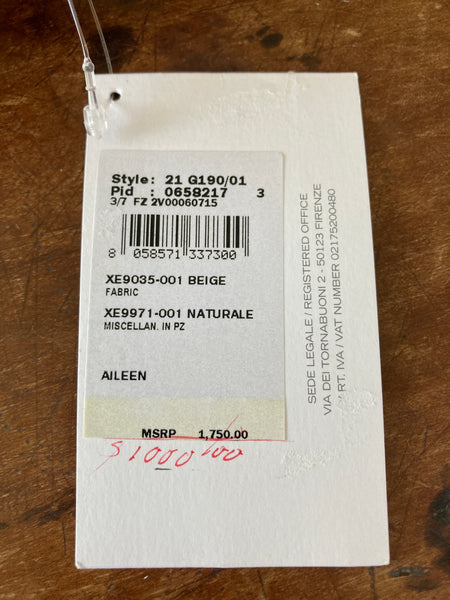 Style: 21 G190/01
Pid : 0658217 3
3/7 FZ 2V00060715
8 058571 337300
XE9035-001 BEIGE
FABRIC
XE9971-001 NATURALE
MISCELLAN. IN PZ
AILEEN
MSRP 1,750.00
$1000/00
SEDE LEGALE / REGISTERED OFFICE
VIA DEI TORNABUONI 2 - 50123 FIRENZE
RT. IVA / VAT NUMBER 02175200480